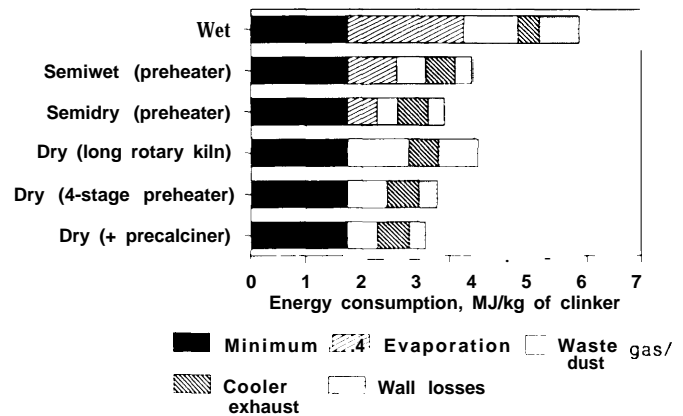 Wet
Semiwet (preheater)
Semidry (preheater)
Dry (long rotary kiln)
Dry (4-stage preheater)
Dry (+ precalciner)
0 1 2 3 4 5 6 7
Energy consumption, MJ/kg of clinker
Minimum .4 Evaporation Waste gas/
dust
Cooler Wall losses
exhaust